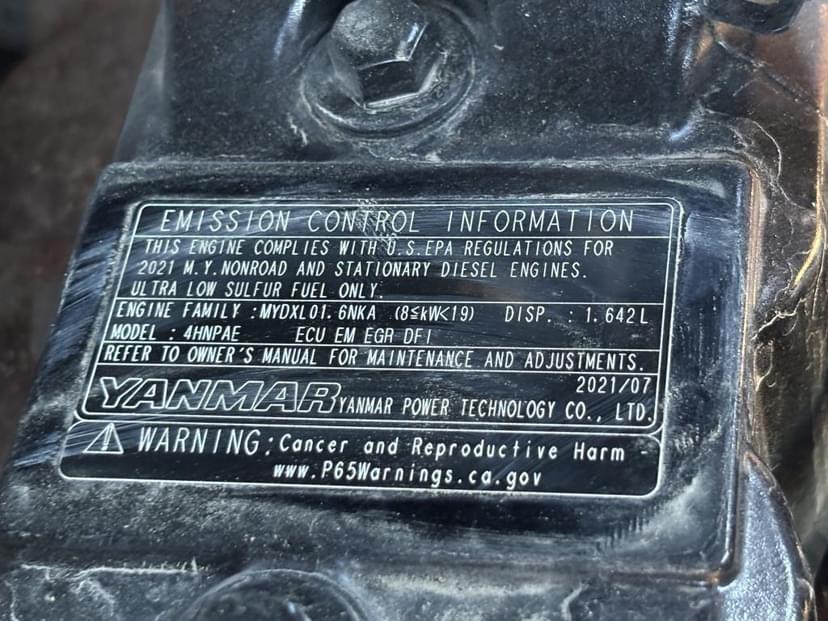 EMISSION CONTROL INFORMATION
THIS ENGINE COMPLIES WITH U.S.EPA REGULATIONS FOR
2021 M.Y.NONROAD AND STATIONARY DIESEL ENGINES.
ULTRA LOW SULFUR FUEL ONLY.
ENGINE FAMILY :MYDXL01.6NKA (8≤kW<19) DISP. : 1.642L
MODEL : 4HNPAE ECU EM EGR DFI
REFER TO OWNER'S MANUAL FOR MAINTENANCE AND ADJUSTMENTS.
2021/07
YANMAR YANMAR POWER TECHNOLOGY CO., LTD.
⚠ WARNING: Cancer and Reproductive Harm -
www.P65Warnings.ca.gov